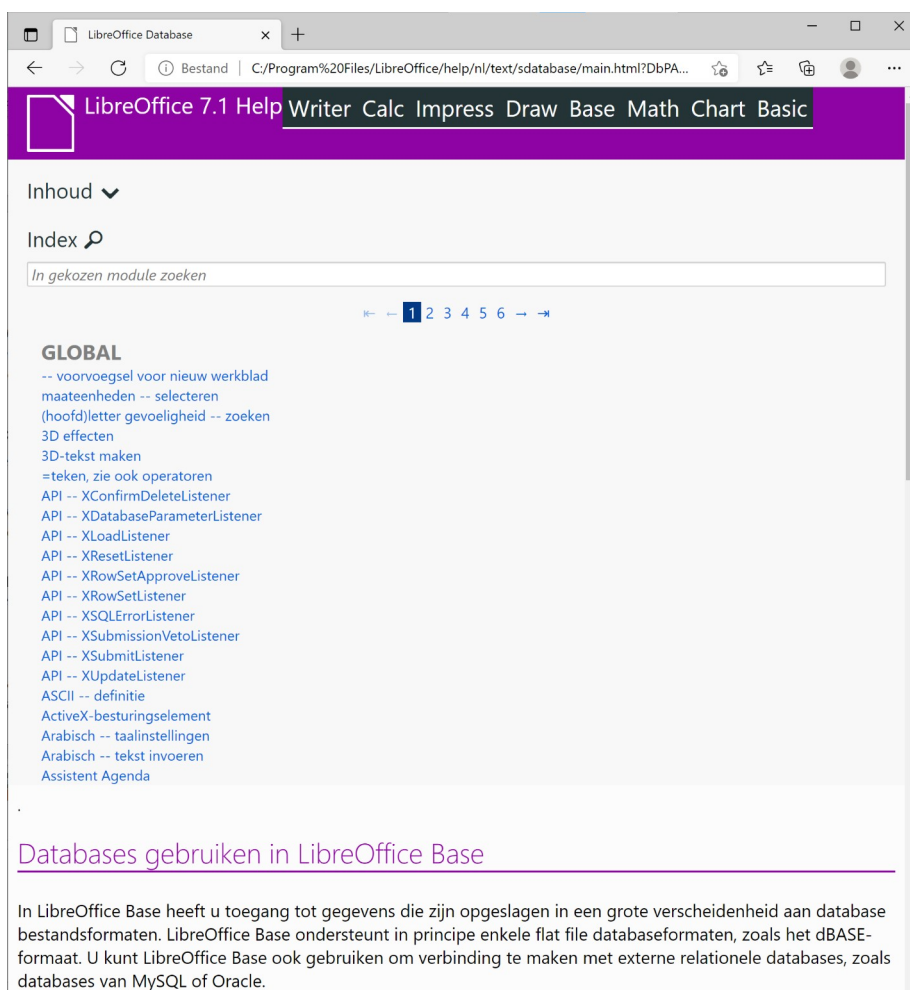 LibreOffice Database
Bestand C:/Program%20Files/LibreOffice/help/nl/text/sdatabase/main.html?DbPA...
LibreOffice 7.1 Help Writer Calc Impress Draw Base Math Chart Basic
Inhoud
Index
In gekozen module zoeken
⇤ ← 1 2 3 4 5 6 → ⇥
GLOBAL
-- voorvoegsel voor nieuw werkblad
maateenheden -- selecteren
(hoofd)letter gevoeligheid -- zoeken
3D effecten
3D-tekst maken
=teken, zie ook operatoren
API -- XConfirmDeleteListener
API -- XDatabaseParameterListener
API -- XLoadListener
API -- XResetListener
API -- XRowSetApproveListener
API -- XRowSetListener
API -- XSQLErrorListener
API -- XSubmissionVetoListener
API -- XSubmitListener
API -- XUpdateListener
ASCII -- definitie
ActiveX-besturingselement
Arabisch -- taalinstellingen
Arabisch -- tekst invoeren
Assistent Agenda
.
Databases gebruiken in LibreOffice Base
In LibreOffice Base heeft u toegang tot gegevens die zijn opgeslagen in een grote verscheidenheid aan database
bestandsformaten. LibreOffice Base ondersteunt in principe enkele flat file databaseformaten, zoals het dBASE-
formaat. U kunt LibreOffice Base ook gebruiken om verbinding te maken met externe relationele databases, zoals
databases van MySQL of Oracle.